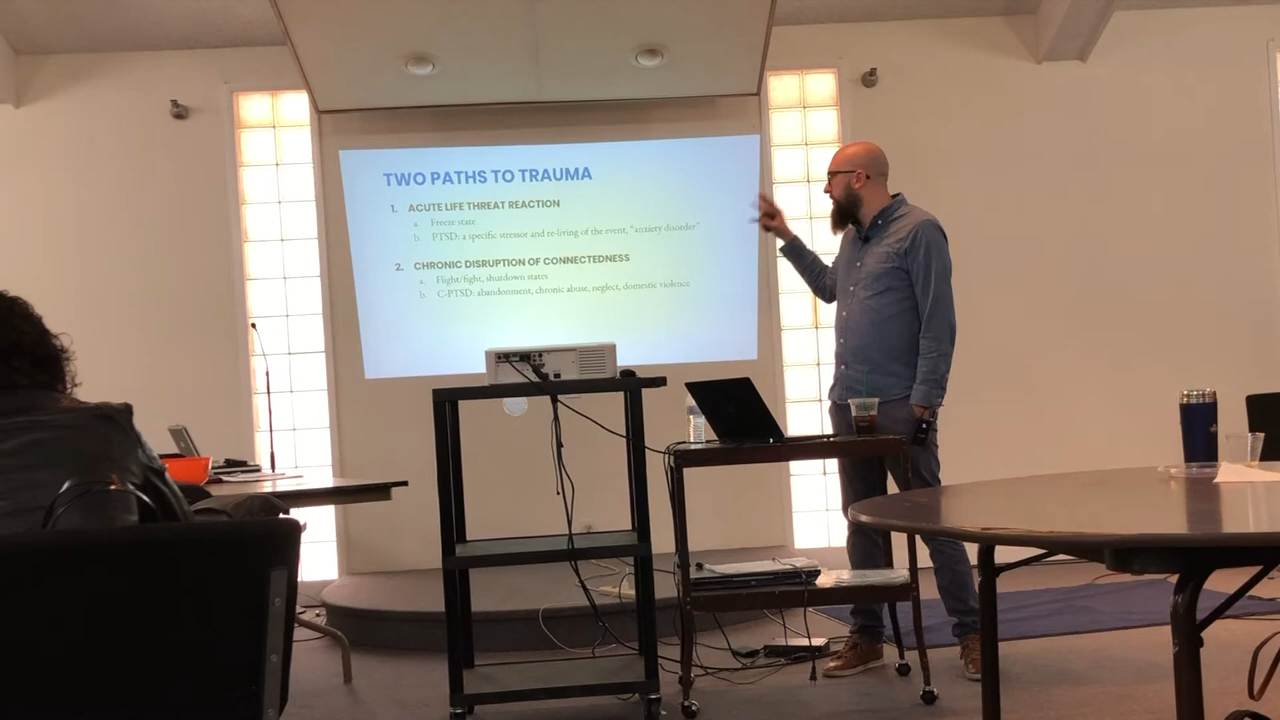 TWO PATHS TO TRAUMA
1. ACUTE LIFE THREAT REACTION
a. Freeze state
b. PTSD: a specific stressor and re-living of the event, "anxiety disorder"
2. CHRONIC DISRUPTION OF CONNECTEDNESS
a. Flight/fight, shutdown states
b. C-PTSD: abandonment, chronic abuse, neglect, domestic violence